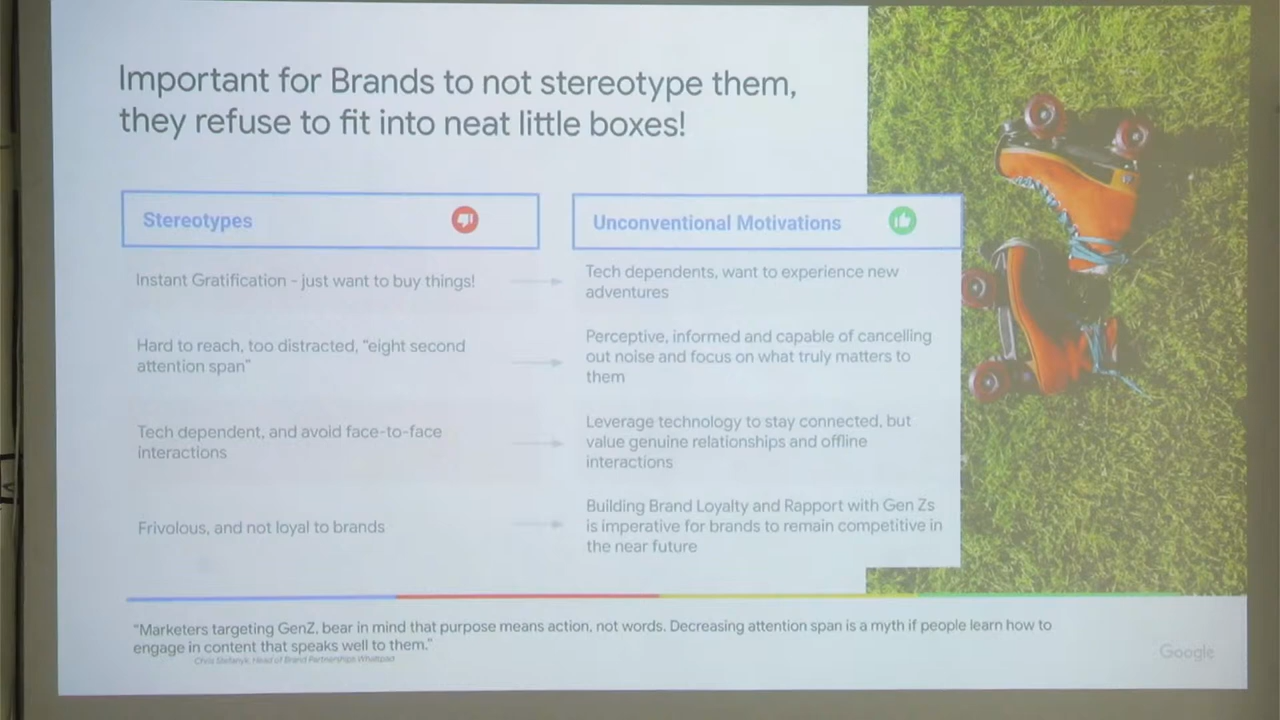 Important for Brands to not stereotype them,
they refuse to fit into neat little boxes!
Stereotypes
Unconventional Motivations
Instant Gratification - just want to buy things!
Tech dependents, want to experience new
adventures
Hard to reach, too distracted, "eight second
attention span"
Perceptive, informed and capable of cancelling
out noise and focus on what truly matters to
them
Tech dependent, and avoid face-to-face
interactions
Leverage technology to stay connected, but
value genuine relationships and offline
interactions
Frivolous, and not loyal to brands
Building Brand Loyalty and Rapport with Gen Zs
is imperative for brands to remain competitive in
the near future
"Marketers targeting GenZ, bear in mind that purpose means action, not words. Decreasing attention span is a myth if people learn how to
engage in content that speaks well to them."
Chris Stefanyk, Head of Brand Partnerships Wattpad
Google